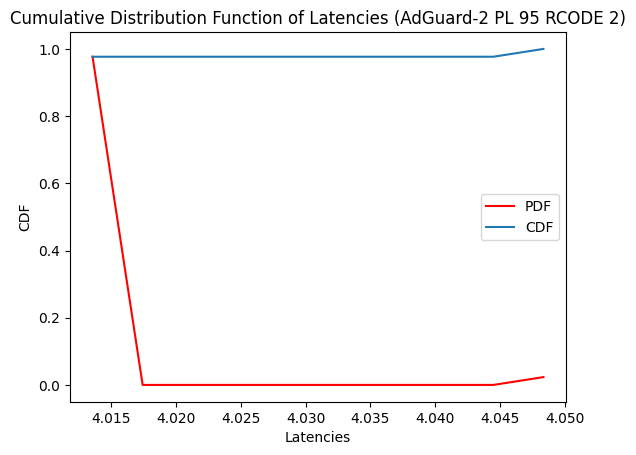 Cumulative Distribution Function of Latencies (AdGuard-2 PL 95 RCODE 2)
1.0
0.8
0.6
0.4
0.2
0.0
CDF
PDF
CDF
4.015 4.020 4.025 4.030 4.035 4.040 4.045 4.050
Latencies